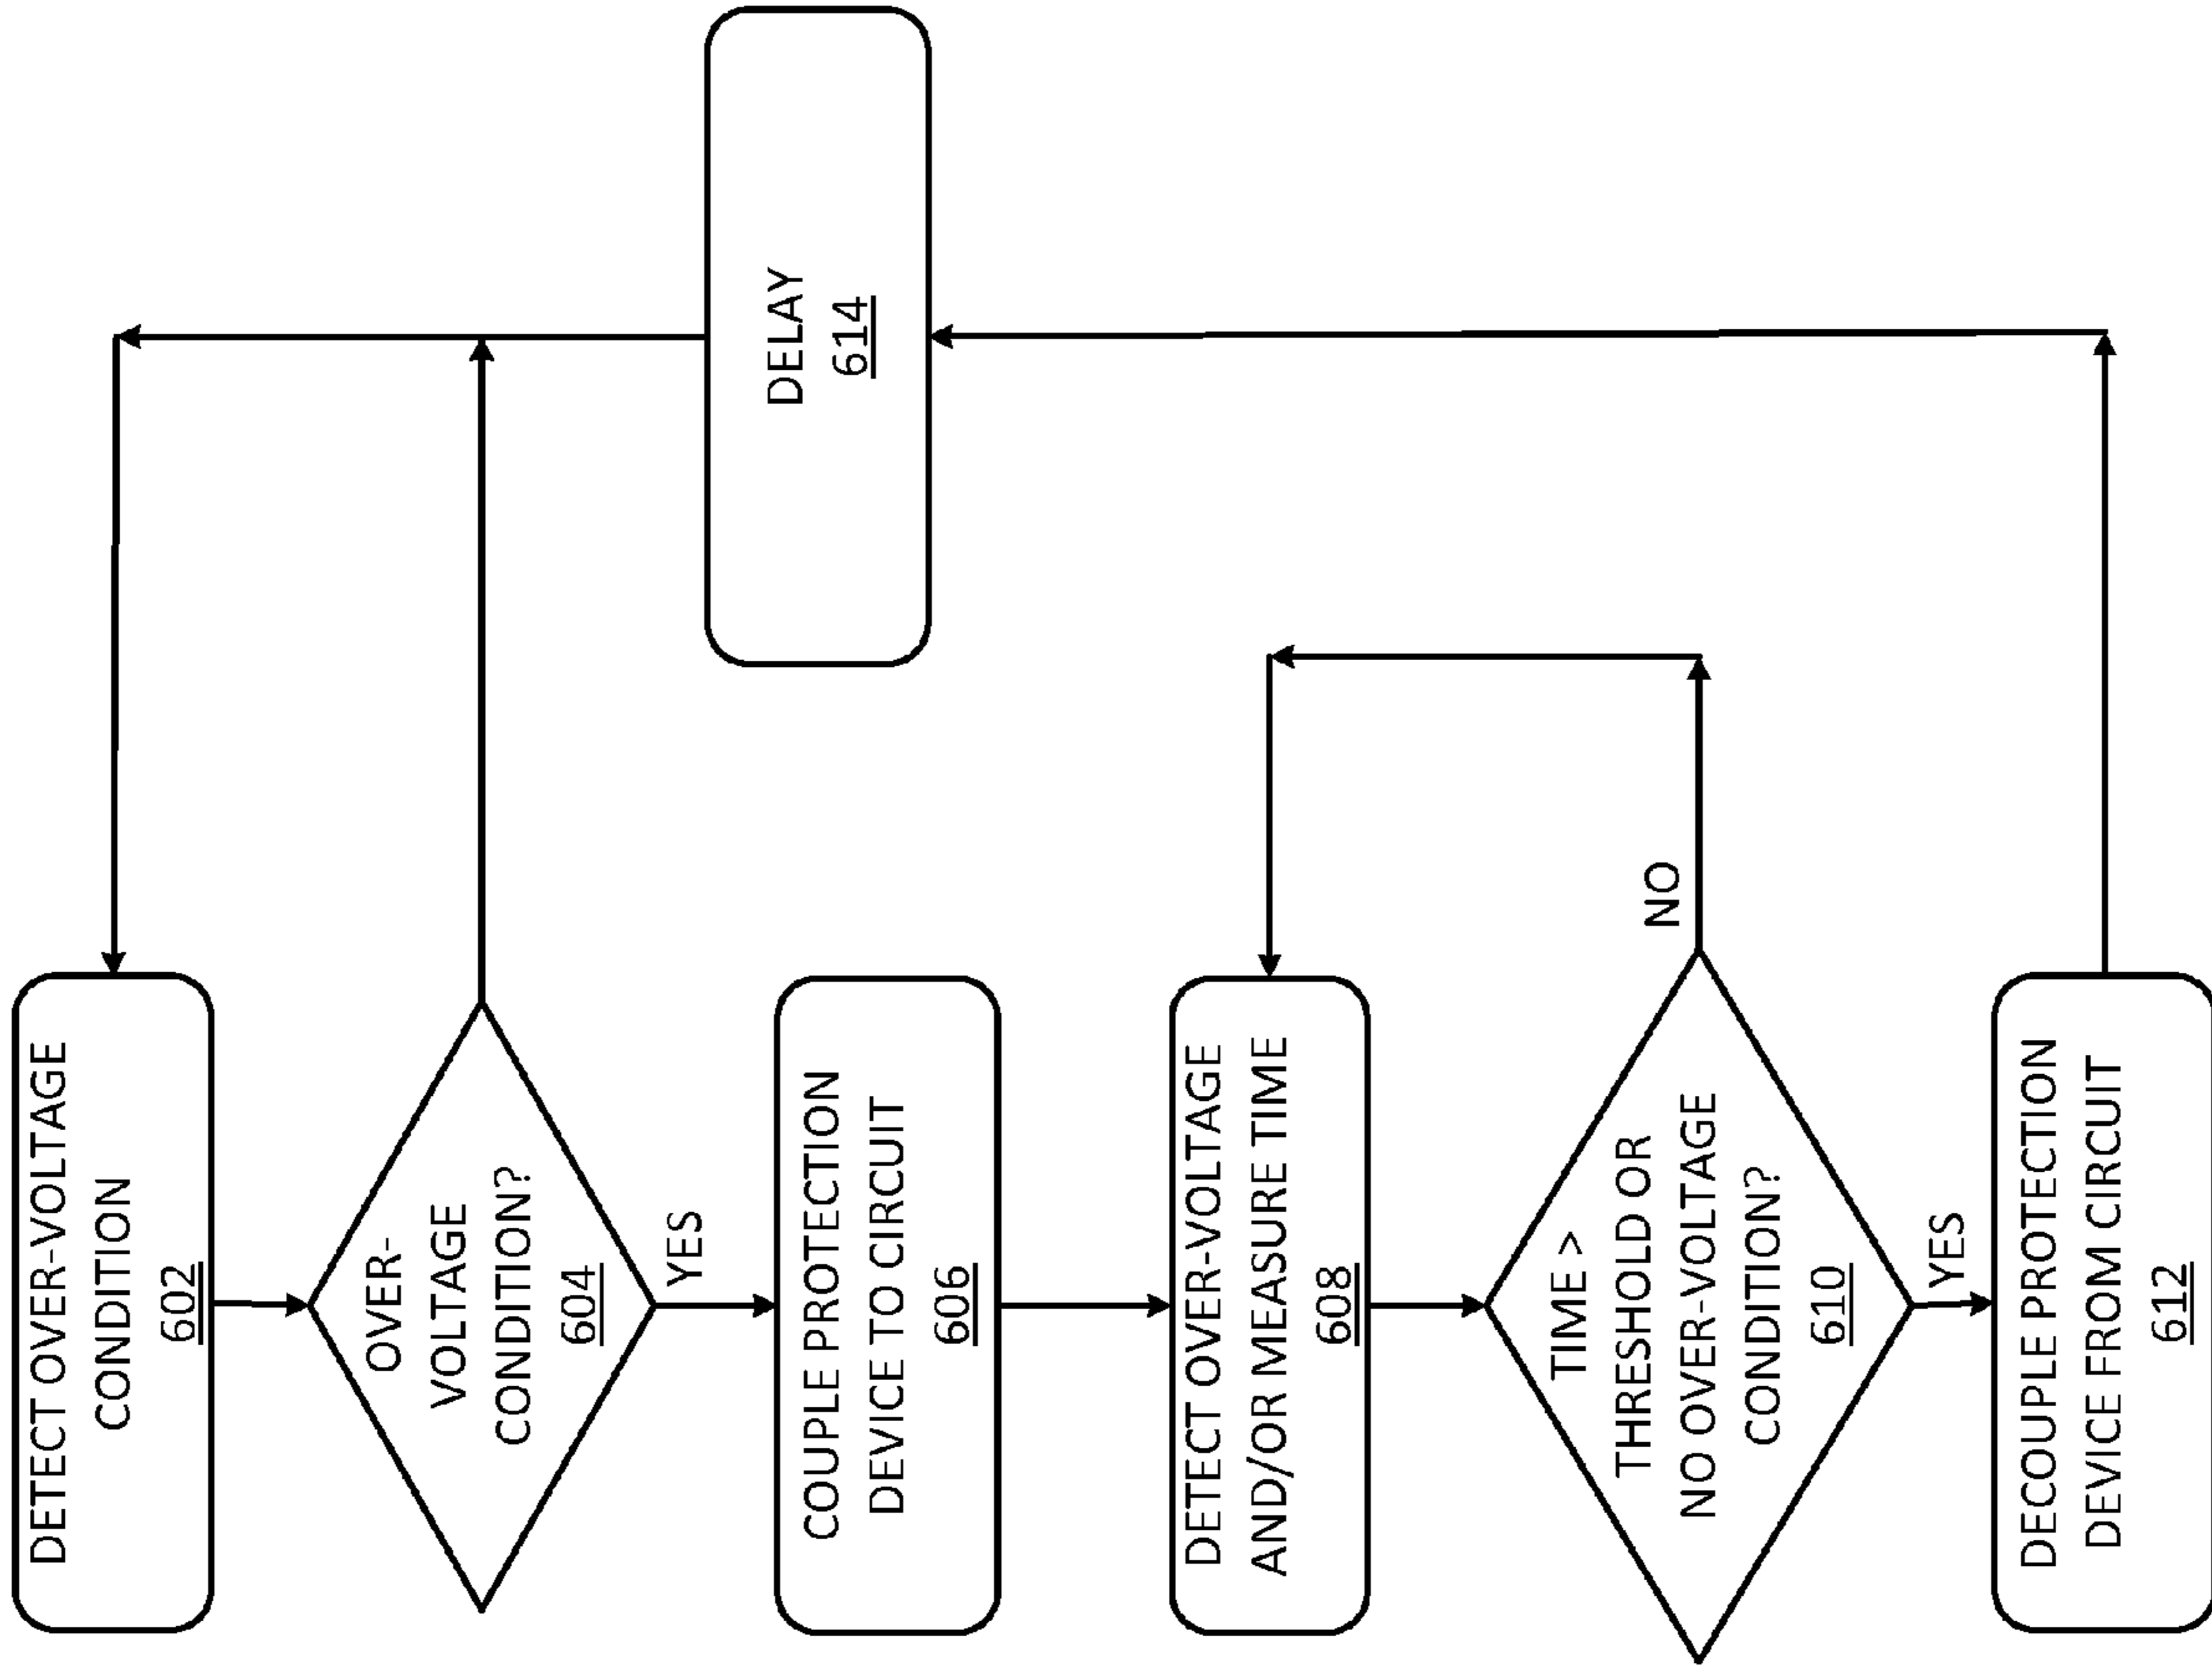 DETECT OVER-VOLTAGE
CONDITION
602
OVER-
VOLTAGE
CONDITION?
604
YES
COUPLE PROTECTION
DEVICE TO CIRCUIT
606
DETECT OVER-VOLTAGE
AND/OR MEASURE TIME
608
TIME >
THRESHOLD OR
NO OVER-VOLTAGE
CONDITION?
610
NO
YES
DECOUPLE PROTECTION
DEVICE FROM CIRCUIT
612
DELAY
614